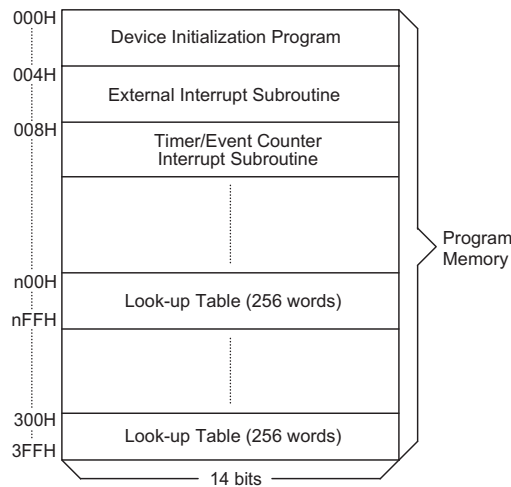 000H
Device Initialization Program
004H
External Interrupt Subroutine
008H
Timer/Event Counter
Interrupt Subroutine
Program
Memory
n00H
Look-up Table (256 words)
nFFH
300H
Look-up Table (256 words)
3FFH
14 bits